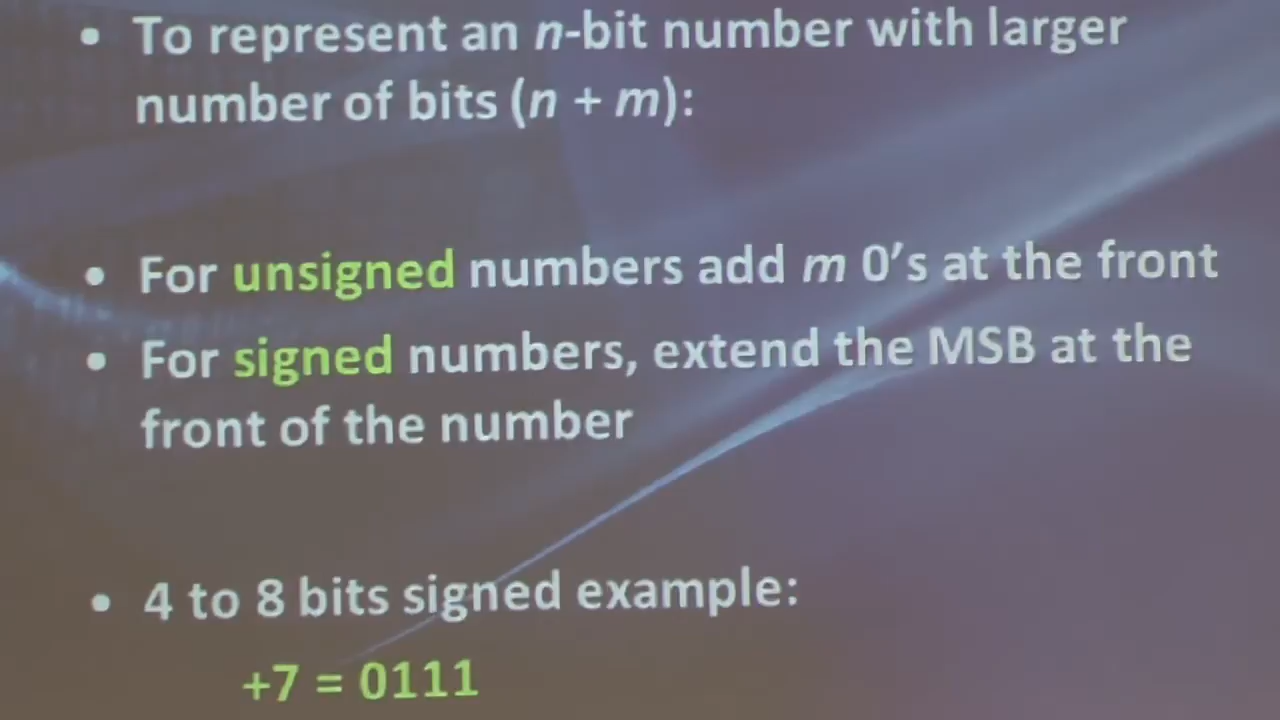 • To represent an n-bit number with larger
number of bits (n + m):
• For unsigned numbers add m 0's at the front
• For signed numbers, extend the MSB at the
front of the number
• 4 to 8 bits signed example:
+7 = 0111